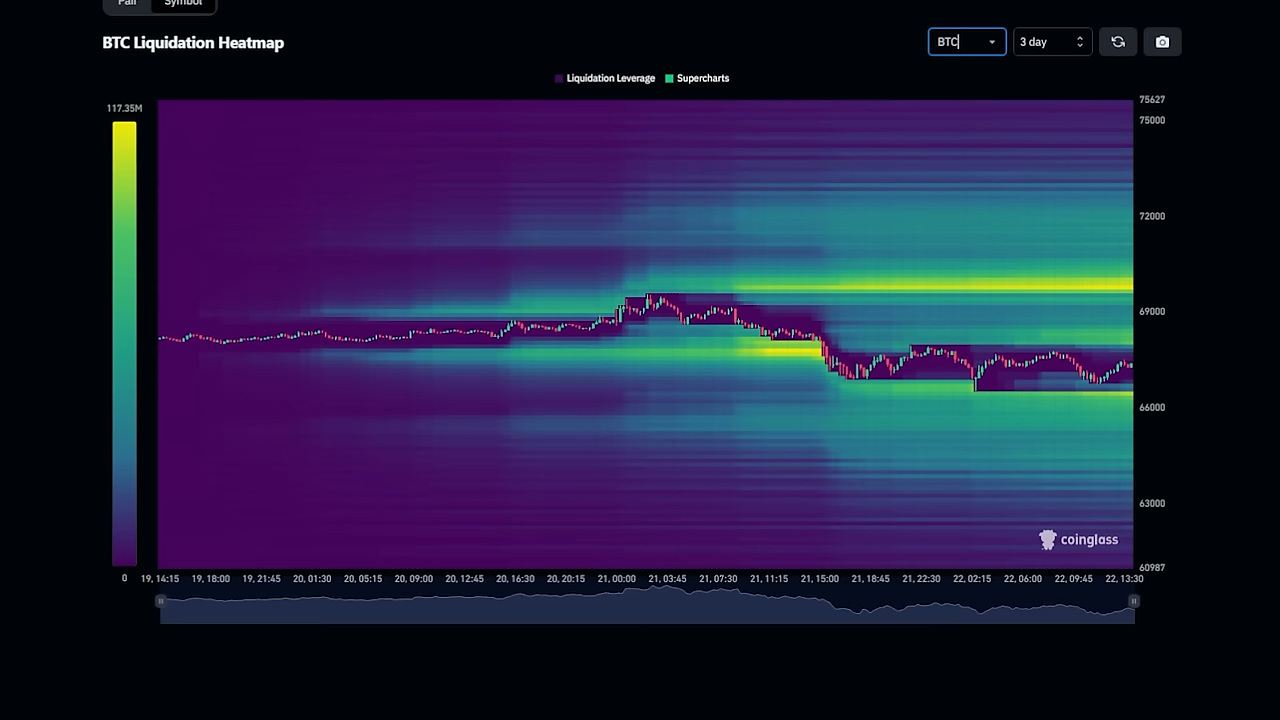 Pair Symbol
BTC Liquidation Heatmap
BTC 3 day
Liquidation Leverage Supercharts
117.35M
75627
75000
72000
69000
66000
63000
60987
coinglass
0
19, 14:15 19, 18:00 19, 21:45 20, 01:30 20, 05:15 20, 09:00 20, 12:45 20, 16:30 20, 20:15 21, 00:00 21, 03:45 21, 07:30 21, 11:15 21, 15:00 21, 18:45 21, 22:30 22, 02:15 22, 06:00 22, 09:45 22, 13:30